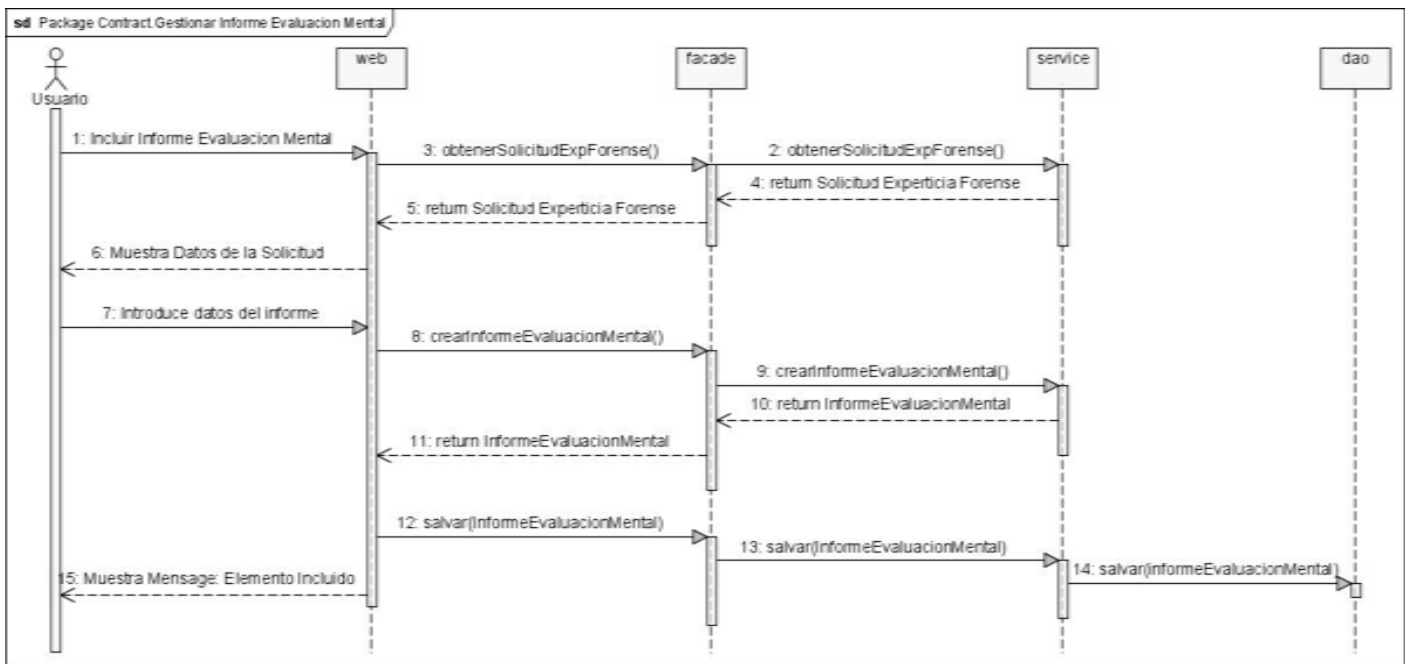 sd Package Contract Gestionar Informe Evaluacion Mental
web
facade
service
dao
Usuario
1: Incluir Informe Evaluacion Mental
3: obtenerSolicitudExpForense()
2: obtenerSolicitudExpForense()
4: return Solicitud Experticia Forense
5: return Solicitud Experticia Forense
6: Muestra Datos de la Solicitud
7: Introduce datos del informe
8: crearInformeEvaluacionMental()
9: crearInformeEvaluacionMental()
10: return InformeEvaluacionMental
11: return InformeEvaluacionMental
12: salvar(InformeEvaluacionMental)
13: salvar(InformeEvaluacionMental)
14: salvar(informeEvaluacionMental)
15: Muestra Mensage: Elemento Incluido